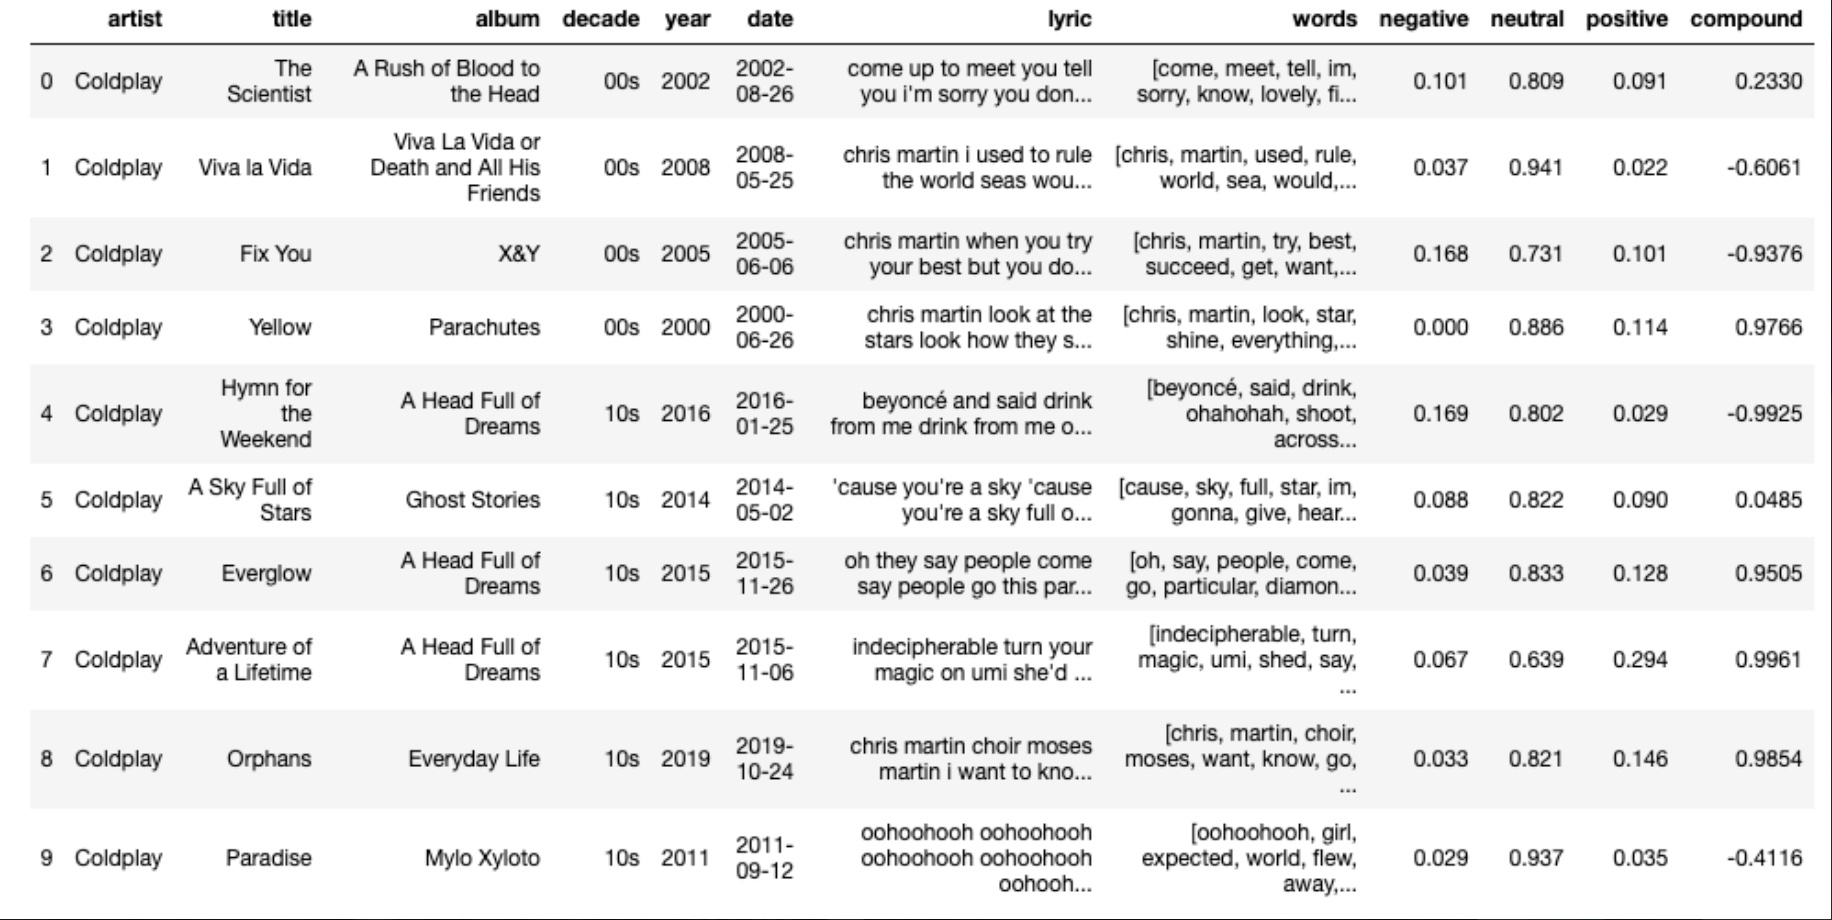 artist title album decade year date lyric words negative neutral positive compound
0 Coldplay The Scientist A Rush of Blood to the Head 00s 2002 2002-08-26 come up to meet you tell you i'm sorry you don... [come, meet, tell, im, sorry, know, lovely, fi... 0.101 0.809 0.091 0.2330
1 Coldplay Viva la Vida Viva La Vida or Death and All His Friends 00s 2008 2008-05-25 chris martin i used to rule the world seas wou... [chris, martin, used, rule, world, sea, would,... 0.037 0.941 0.022 -0.6061
2 Coldplay Fix You X&Y 00s 2005 2005-06-06 chris martin when you try your best but you do... [chris, martin, try, best, succeed, get, want,... 0.168 0.731 0.101 -0.9376
3 Coldplay Yellow Parachutes 00s 2000 2000-06-26 chris martin look at the stars look how they s... [chris, martin, look, star, shine, everything,... 0.000 0.886 0.114 0.9766
4 Coldplay Hymn for the Weekend A Head Full of Dreams 10s 2016 2016-01-25 beyoncé and said drink from me drink from me o... [beyoncé, said, drink, ohahohah, shoot, across... 0.169 0.802 0.029 -0.9925
5 Coldplay A Sky Full of Stars Ghost Stories 10s 2014 2014-05-02 'cause you're a sky 'cause you're a sky full o... [cause, sky, full, star, im, gonna, give, hear... 0.088 0.822 0.090 0.0485
6 Coldplay Everglow A Head Full of Dreams 10s 2015 2015-11-26 oh they say people come say people go this par... [oh, say, people, come, go, particular, diamon... 0.039 0.833 0.128 0.9505
7 Coldplay Adventure of a Lifetime A Head Full of Dreams 10s 2015 2015-11-06 indecipherable turn your magic on umi she'd ... [indecipherable, turn, magic, umi, shed, say, ... 0.067 0.639 0.294 0.9961
8 Coldplay Orphans Everyday Life 10s 2019 2019-10-24 chris martin choir moses martin i want to kno... [chris, martin, choir, moses, want, know, go, ... 0.033 0.821 0.146 0.9854
9 Coldplay Paradise Mylo Xyloto 10s 2011 2011-09-12 oohoohooh oohoohooh oohoohooh oohoohooh oohooh... [oohoohooh, girl, expected, world, flew, away,... 0.029 0.937 0.035 -0.4116